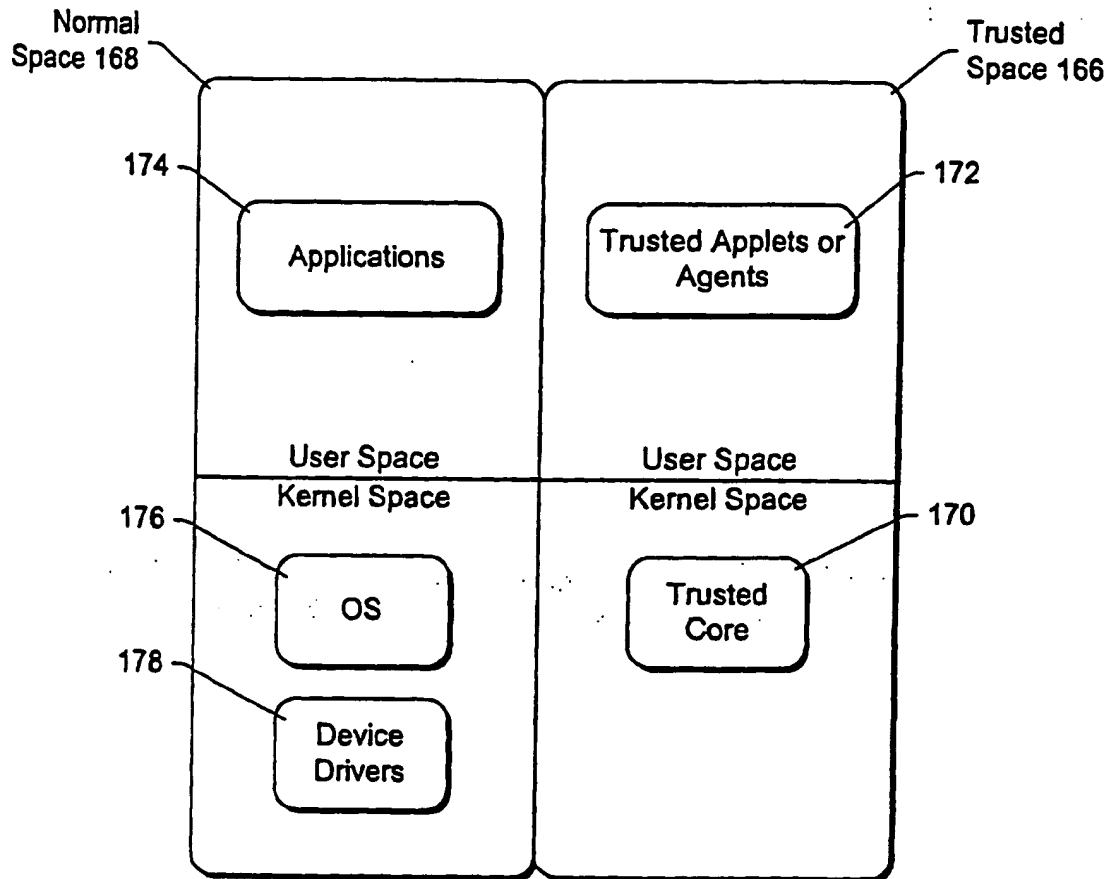 Normal
Space 168
Trusted
Space 166
174
172
Applications
Trusted Applets or
Agents
User Space
User Space
Kernel Space
Kernel Space
176
170
OS
Trusted
Core
178
Device
Drivers